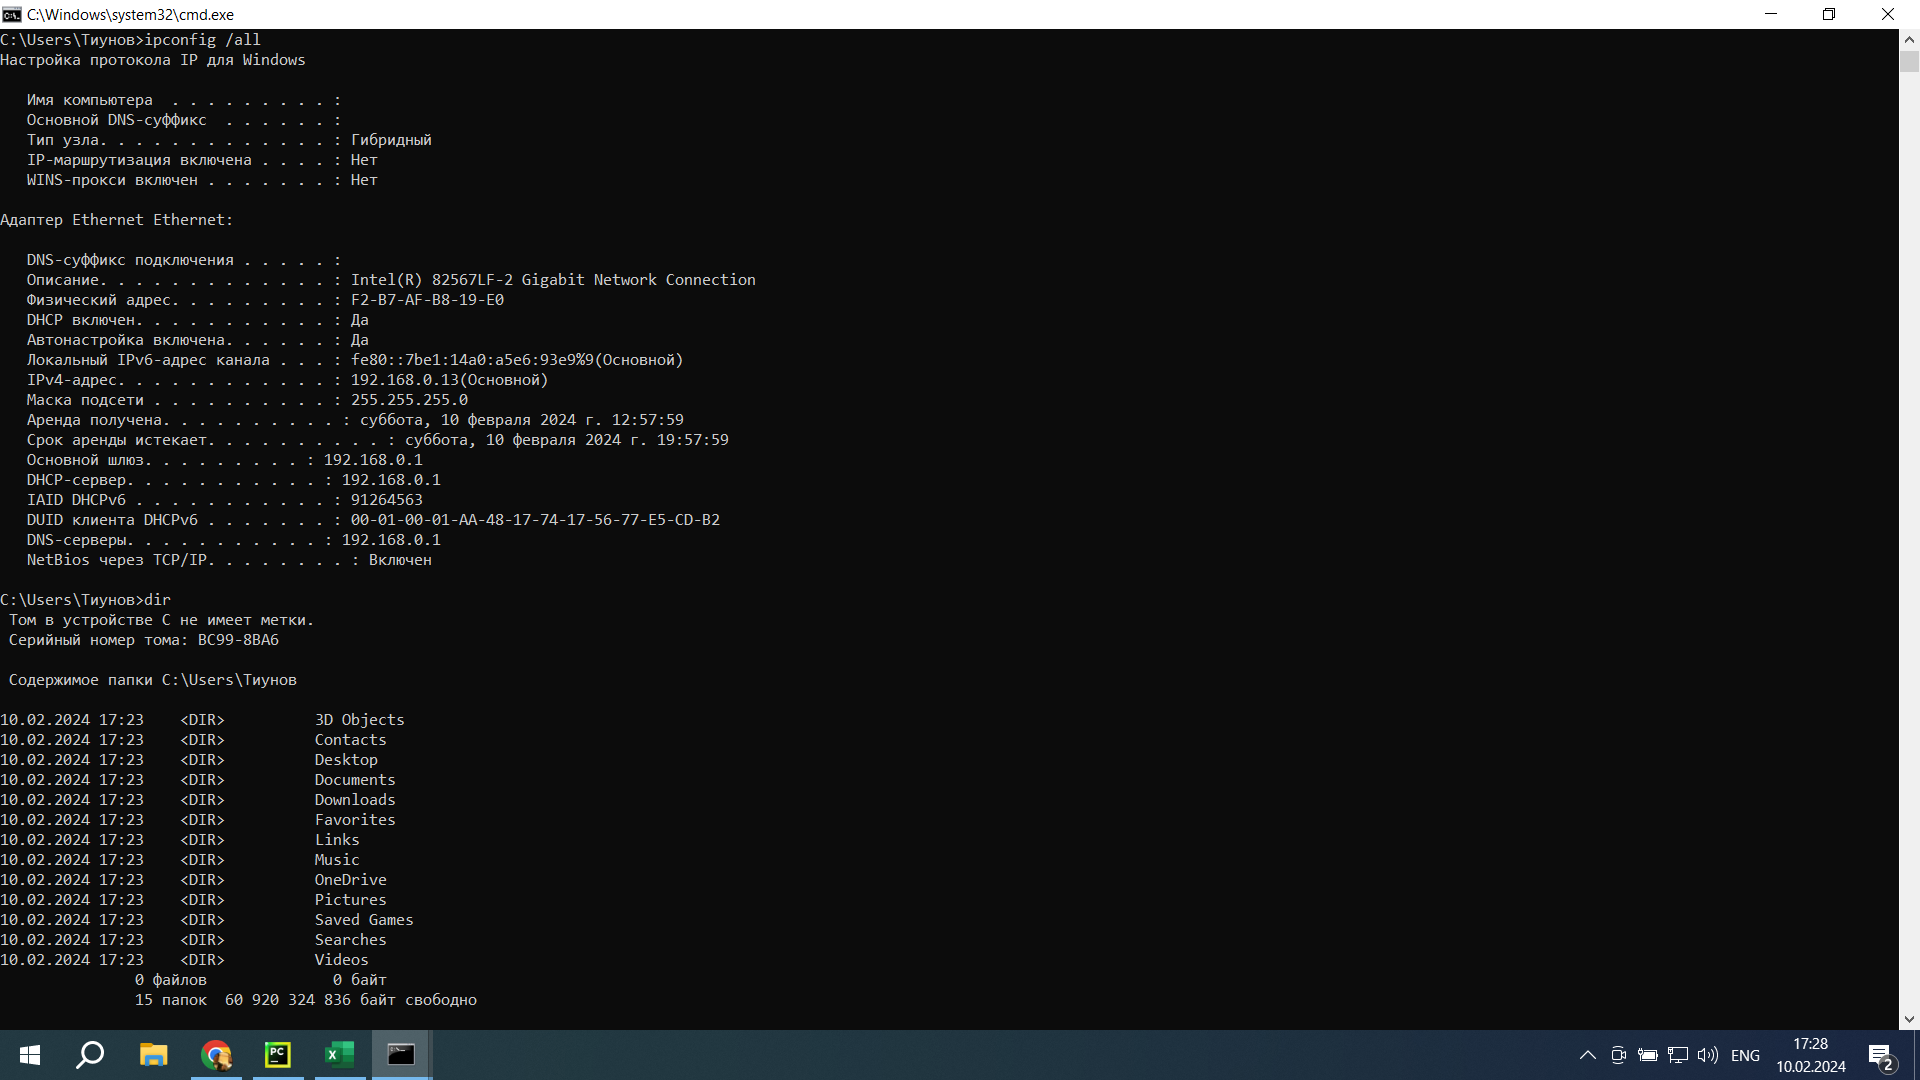 C:\Windows\system32\cmd.exe
C:\Users\Тиунов>ipconfig /all
Настройка протокола IP для Windows
Имя компьютера  . . . . . . . . . :
Основной DNS-суффикс  . . . . . . :
Тип узла. . . . . . . . . . . . . : Гибридный
IP-маршрутизация включена . . . . : Нет
WINS-прокси включен . . . . . . . : Нет
Адаптер Ethernet Ethernet:
DNS-суффикс подключения . . . . . :
Описание. . . . . . . . . . . . . : Intel(R) 82567LF-2 Gigabit Network Connection
Физический адрес. . . . . . . . . : F2-B7-AF-B8-19-E0
DHCP включен. . . . . . . . . . . : Да
Автонастройка включена. . . . . . : Да
Локальный IPv6-адрес канала . . . : fe80::7be1:14a0:a5e6:93e9%9(Основной)
IPv4-адрес. . . . . . . . . . . . : 192.168.0.13(Основной)
Маска подсети . . . . . . . . . . : 255.255.255.0
Аренда получена. . . . . . . . . . : суббота, 10 февраля 2024 г. 12:57:59
Срок аренды истекает. . . . . . . . . . : суббота, 10 февраля 2024 г. 19:57:59
Основной шлюз. . . . . . . . . : 192.168.0.1
DHCP-сервер. . . . . . . . . . . : 192.168.0.1
IAID DHCPv6 . . . . . . . . . . . : 91264563
DUID клиента DHCPv6 . . . . . . . : 00-01-00-01-AA-48-17-74-17-56-77-E5-CD-B2
DNS-серверы. . . . . . . . . . . : 192.168.0.1
NetBios через TCP/IP. . . . . . . . : Включен
C:\Users\Тиунов>dir
Том в устройстве C не имеет метки.
Серийный номер тома: BC99-8BA6
Содержимое папки C:\Users\Тиунов
10.02.2024 17:23    <DIR>          3D Objects
10.02.2024 17:23    <DIR>          Contacts
10.02.2024 17:23    <DIR>          Desktop
10.02.2024 17:23    <DIR>          Documents
10.02.2024 17:23    <DIR>          Downloads
10.02.2024 17:23    <DIR>          Favorites
10.02.2024 17:23    <DIR>          Links
10.02.2024 17:23    <DIR>          Music
10.02.2024 17:23    <DIR>          OneDrive
10.02.2024 17:23    <DIR>          Pictures
10.02.2024 17:23    <DIR>          Saved Games
10.02.2024 17:23    <DIR>          Searches
10.02.2024 17:23    <DIR>          Videos
0 файлов              0 байт
15 папок  60 920 324 836 байт свободно
ENG
17:28
10.02.2024
2